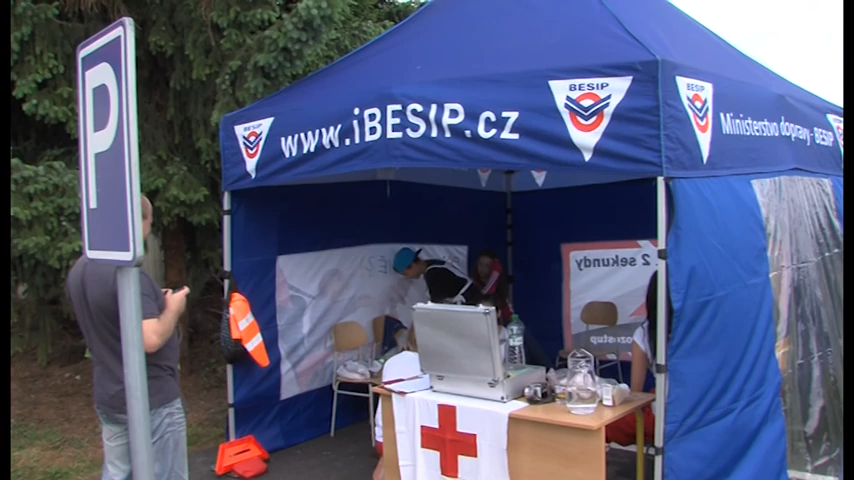 P
BESIP
www.iBESIP.cz
BESIP
BESIP
Ministerstvo dopravy - BESIP
2 sekundy